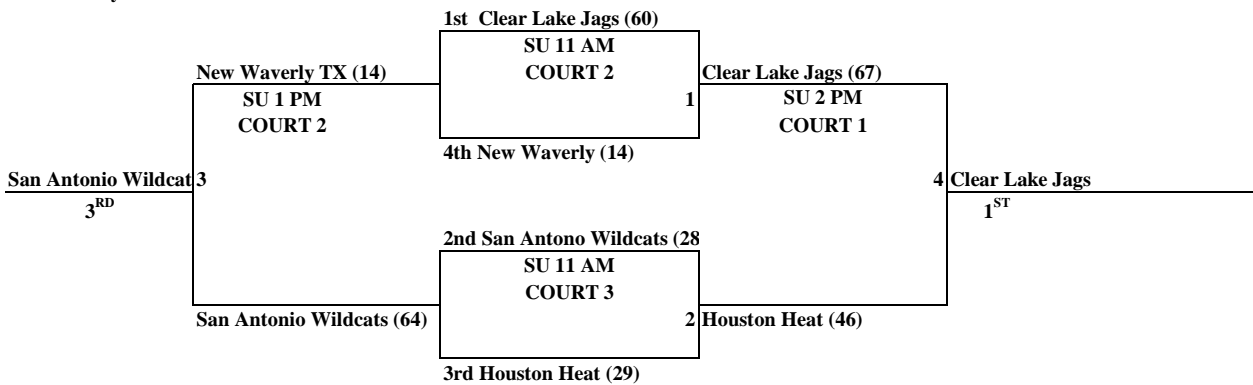 1st Clear Lake Jags (60)
SU 11 AM
New Waverly TX (14)
COURT 2
Clear Lake Jags (67)
SU 1 PM
1
SU 2 PM
COURT 2
COURT 1
4th New Waverly (14)
San Antonio Wildcat 3
4 Clear Lake Jags
3RD
1ST
2nd San Antono Wildcats (28
SU 11 AM
COURT 3
San Antonio Wildcats (64)
2 Houston Heat (46)
3rd Houston Heat (29)